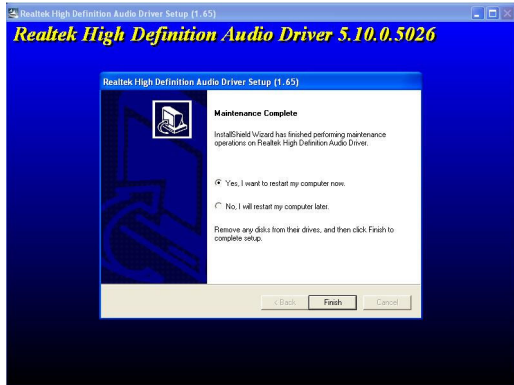 Realtek High Definition Audio Driver Setup (1.65)
Realtek High Definition Audio Driver 5.10.0.5026
Realtek High Definition Audio Driver Setup (1.65)
Maintenance Complete
InstallShield Wizard has finished performing maintenance
operations on Realtek High Definition Audio Driver.
Yes, I want to restart my computer now.
No, I will restart my computer later.
Remove any disks from their drives, and then click Finish to
complete setup.
< Back Finish Cancel